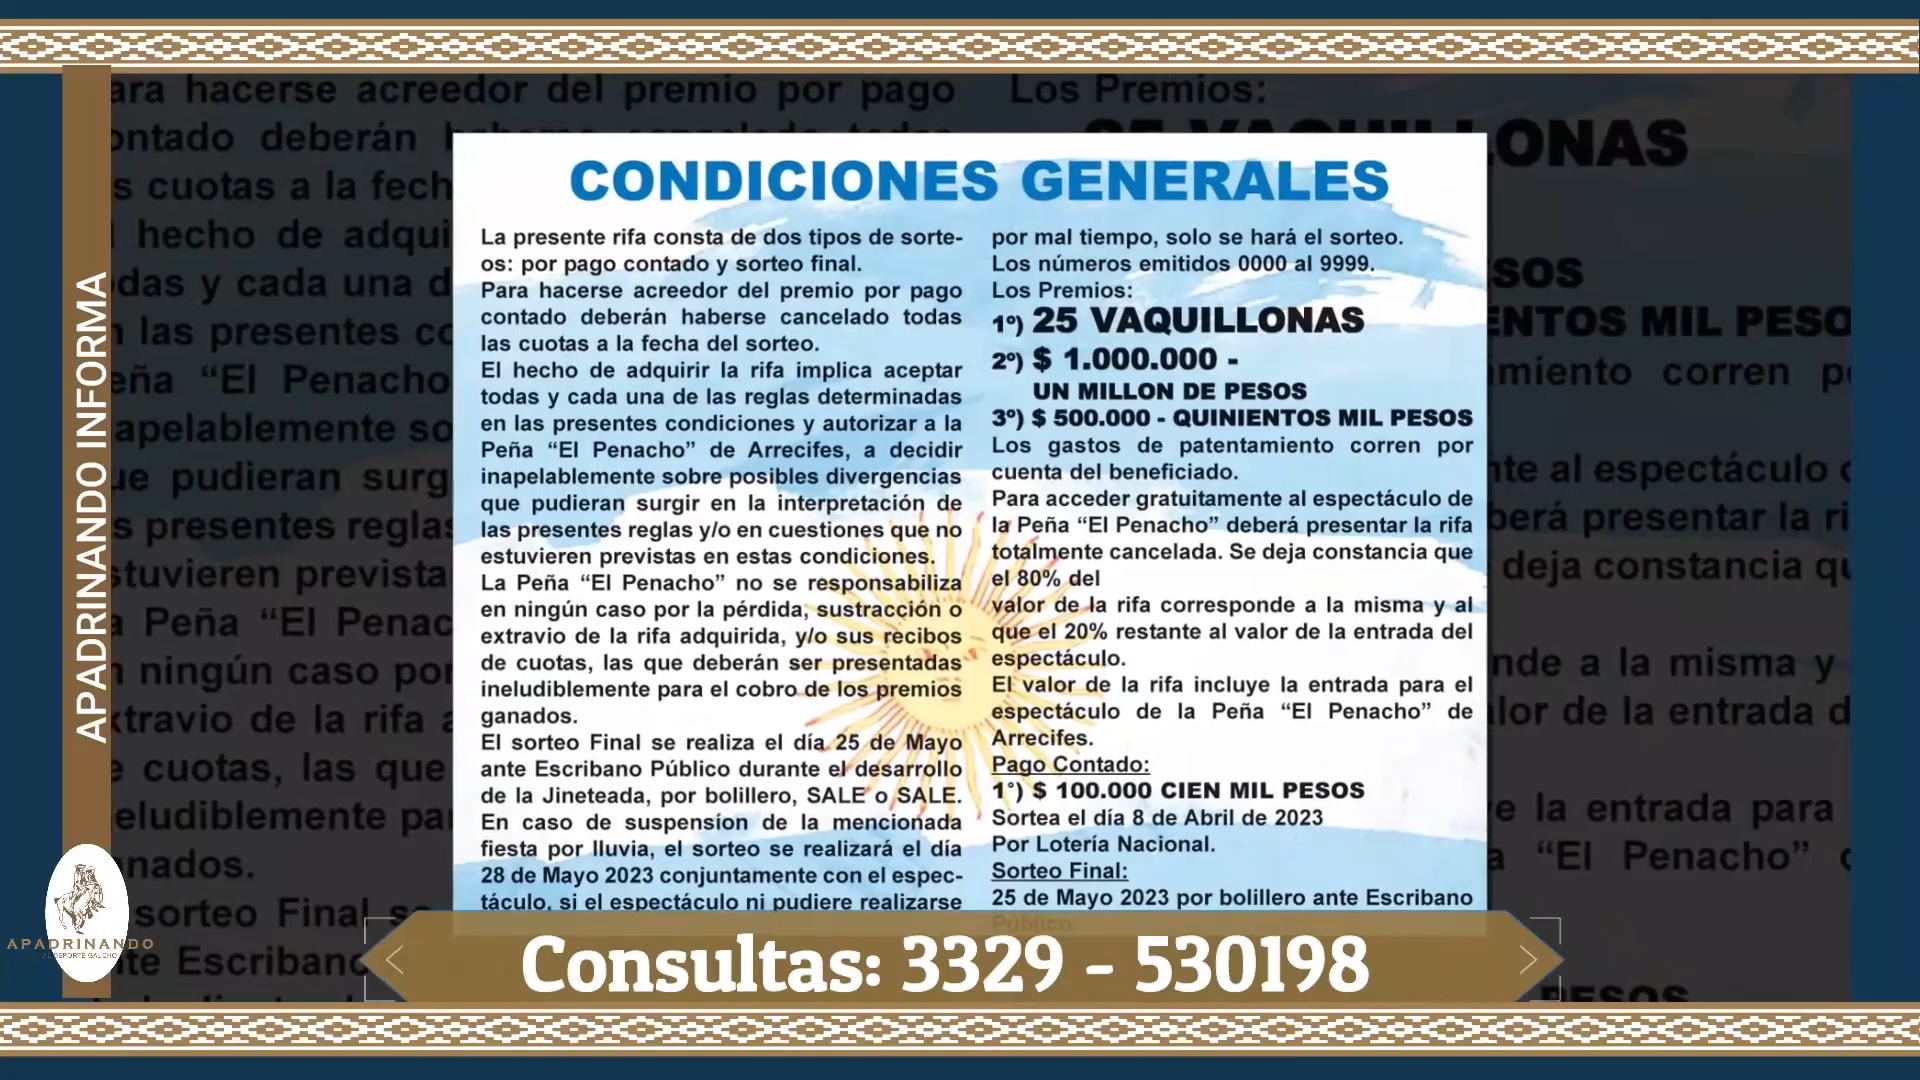 CONDICIONES GENERALES
La presente rifa consta de dos tipos de sorte-
os: por pago contado y sorteo final.
Para hacerse acreedor del premio por pago
contado deberán haberse cancelado todas
las cuotas a la fecha del sorteo.
El hecho de adquirir la rifa implica aceptar
todas y cada una de las reglas determinadas
en las presentes condiciones y autorizar a la
Peña “El Penacho” de Arrecifes, a decidir
inapelablemente sobre posibles divergencias
que pudieran surgir en la interpretación de
las presentes reglas y/o en cuestiones que no
estuvieren previstas en estas condiciones.
La Peña “El Penacho” no se responsabiliza
en ningún caso por la pérdida, sustracción o
extravio de la rifa adquirida, y/o sus recibos
de cuotas, las que deberán ser presentadas
ineludiblemente para el cobro de los premios
ganados.
El sorteo Final se realiza el día 25 de Mayo
ante Escribano Público durante el desarrollo
de la Jineteada, por bolillero, SALE o SALE.
En caso de suspensíon de la mencionada
fiesta por lluvia, el sorteo se realizará el día
28 de Mayo 2023 conjuntamente con el espec-
táculo, si el espectáculo ni pudiere realizarse
por mal tiempo, solo se hará el sorteo.
Los números emitidos 0000 al 9999.
Los Premios:
1º) 25 VAQUILLONAS
2º) $ 1.000.000 -
UN MILLON DE PESOS
3º) $ 500.000 - QUINIENTOS MIL PESOS
Los gastos de patentamiento corren por
cuenta del beneficiado.
Para acceder gratuitamente al espectáculo de
la Peña “El Penacho” deberá presentar la rifa
totalmente cancelada. Se deja constancia que
el 80% del
valor de la rifa corresponde a la misma y al
que el 20% restante al valor de la entrada del
espectáculo.
El valor de la rifa incluye la entrada para el
espectáculo de la Peña “El Penacho” de
Arrecifes.
Pago Contado:
1°) $ 100.000 CIEN MIL PESOS
Sortea el día 8 de Abril de 2023
Por Lotería Nacional.
Sorteo Final:
25 de Mayo 2023 por bolillero ante Escribano
Público
Consultas: 3329 - 530198
APADRINANDO INFORMA
APADRINANDO
AL DEPORTE GAUCHO